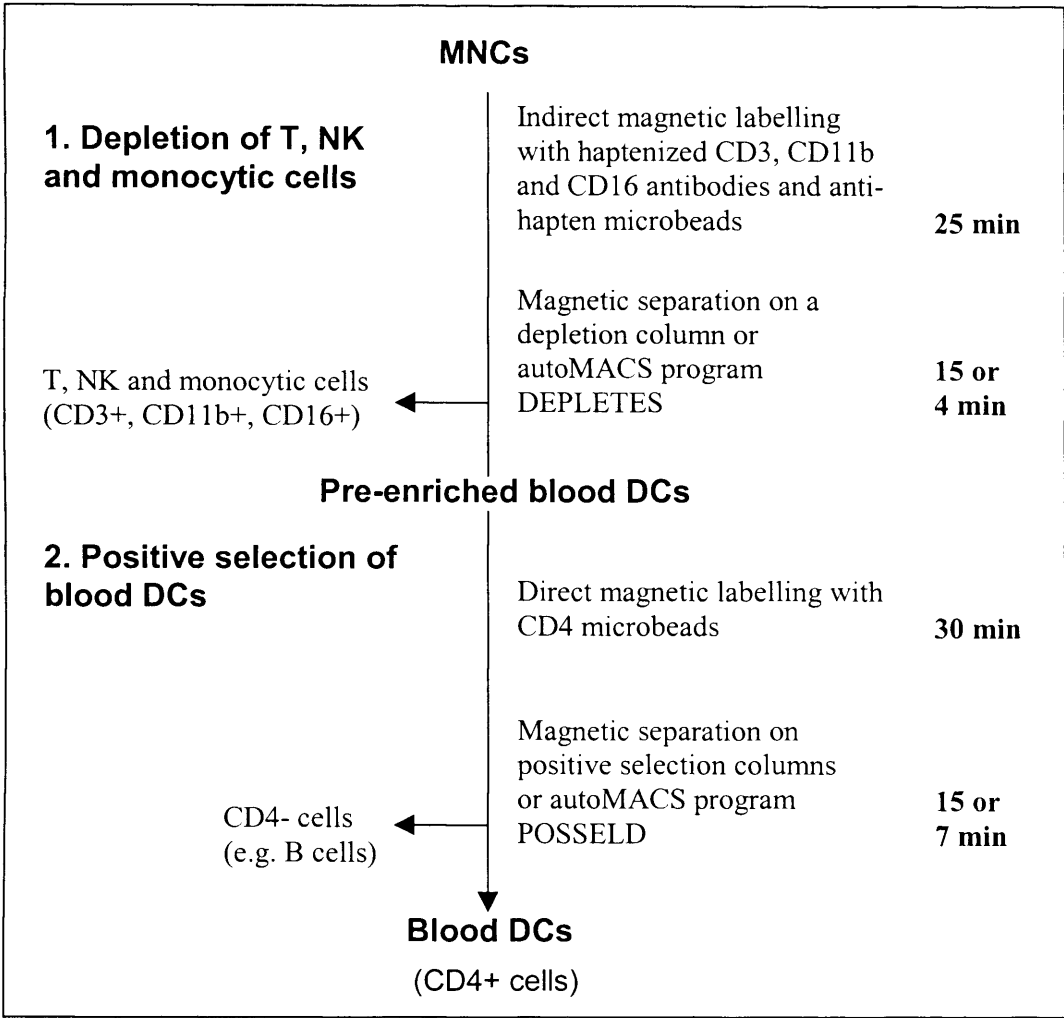 MNCs
1. Depletion of T, NK
and monocytic cells
Indirect magnetic labelling
with haptenized CD3, CD11b
and CD16 antibodies and anti-
hapten microbeads
25 min
Magnetic separation on a
depletion column or
autoMACS program
DEPLETES
15 or
4 min
T, NK and monocytic cells
(CD3+, CD11b+, CD16+)
Pre-enriched blood DCs
2. Positive selection of
blood DCs
Direct magnetic labelling with
CD4 microbeads
30 min
Magnetic separation on
positive selection columns
or autoMACS program
POSSELD
15 or
7 min
CD4- cells
(e.g. B cells)
Blood DCs
(CD4+ cells)